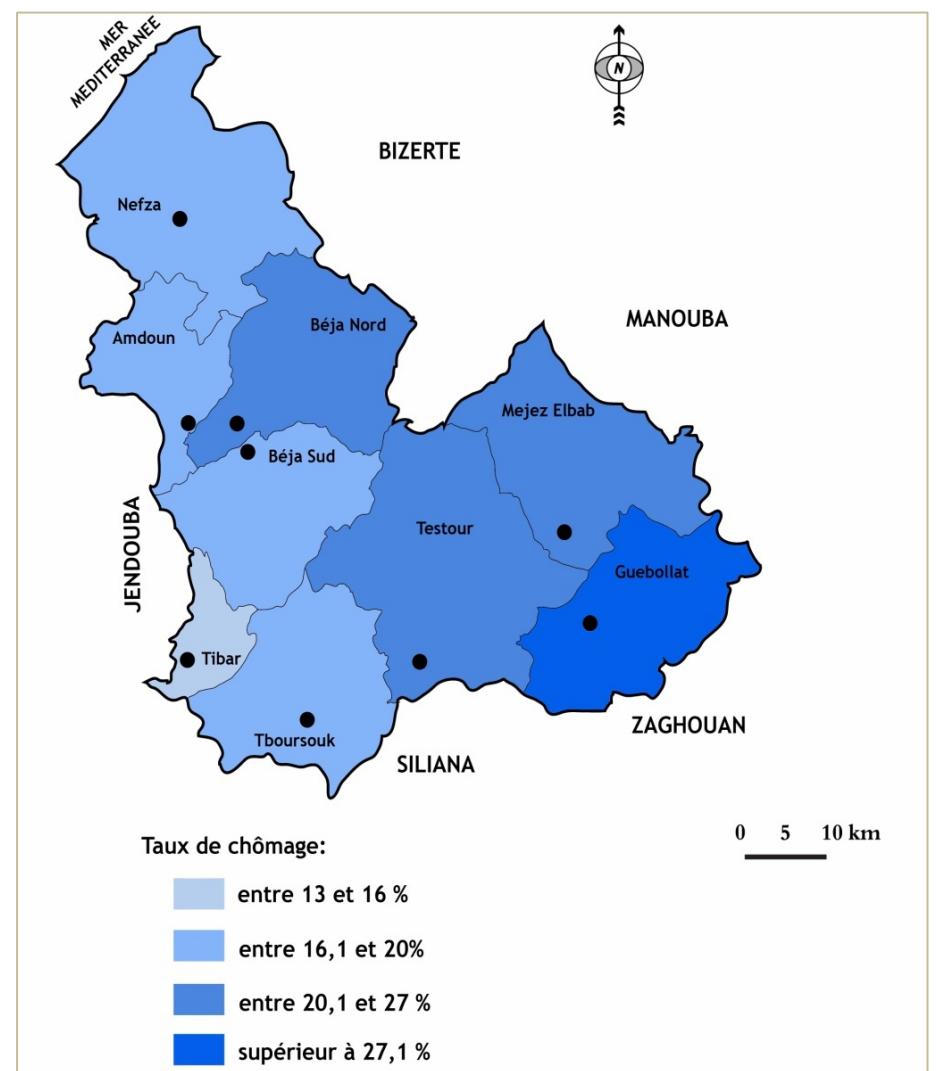 MER
MEDITERRANEE
N
BIZERTE
Nefza
MANOUBA
Béja Nord
Amdoun
Mejez Elbab
Béja Sud
JENDOUBA
Testour
Guebollat
Tibar
ZAGHOUAN
Tboursouk
SILIANA
0 5 10 km
Taux de chômage:
entre 13 et 16 %
entre 16,1 et 20%
entre 20,1 et 27 %
supérieur à 27,1 %